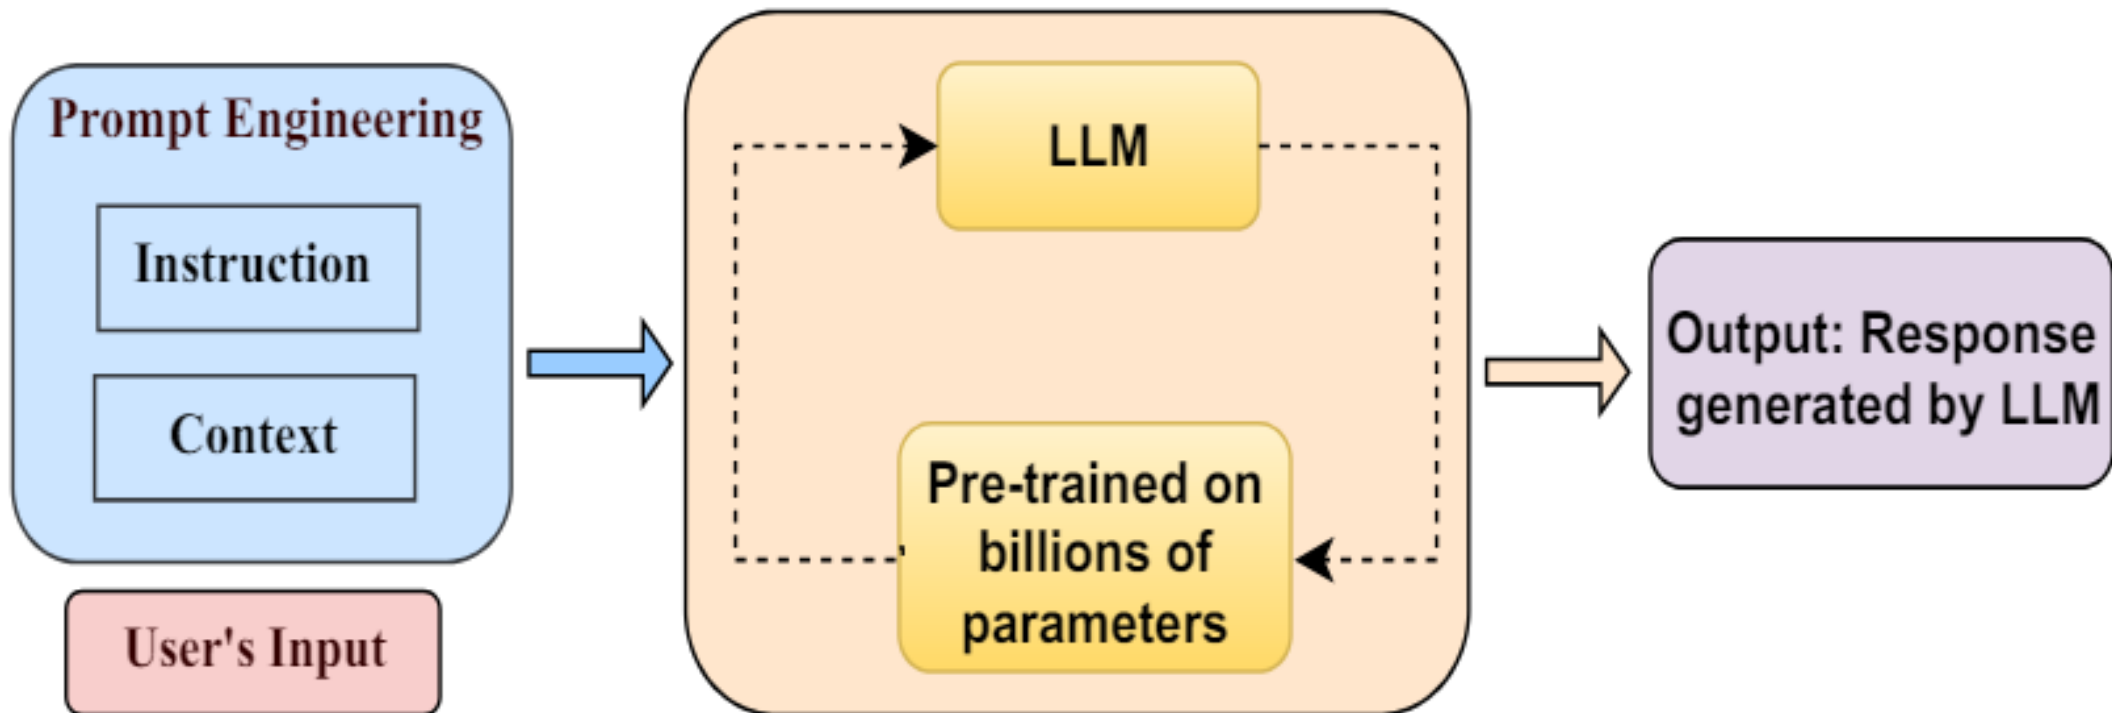 Prompt Engineering
Instruction
Context
User's Input
LLM
Pre-trained on
billions of
parameters
Output: Response
generated by LLM